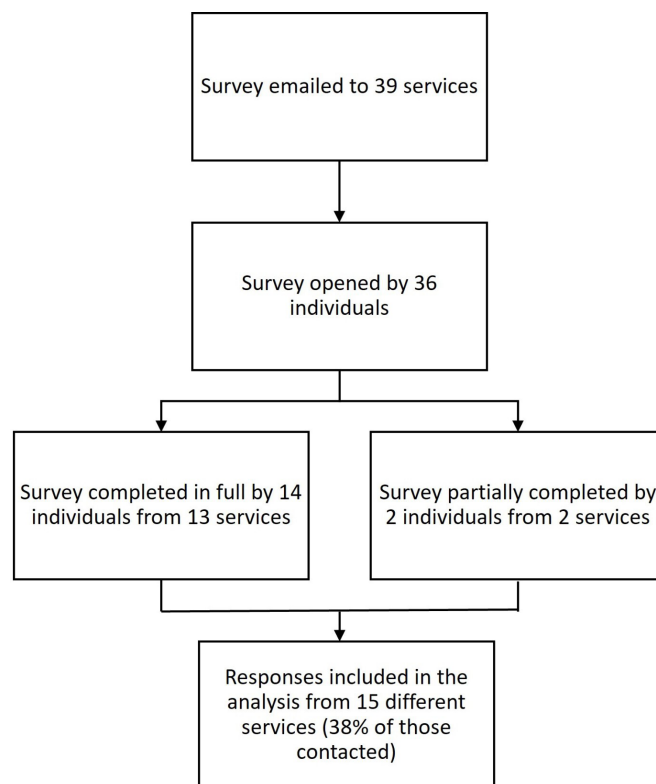 Survey emailed to 39 services
Survey opened by 36
individuals
Survey completed in full by 14
individuals from 13 services
Survey partially completed by
2 individuals from 2 services
Responses included in the
analysis from 15 different
services (38% of those
contacted)